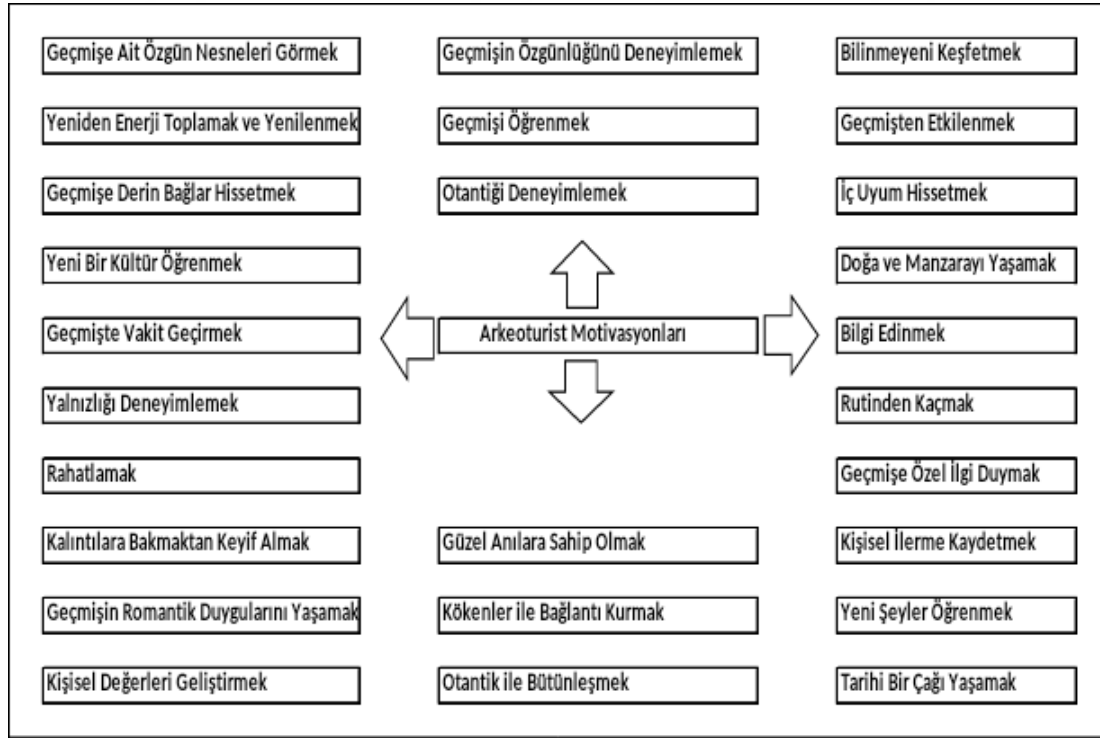 Geçmişe Ait Özgün Nesneleri Görmek
Geçmişin Özgünlüğünü Deneyimlemek
Bilinmeyeni Keşfetmek
Yeniden Enerji Toplamak ve Yenilenmek
Geçmişi Öğrenmek
Geçmişten Etkilenmek
Geçmişe Derin Bağlar Hissetmek
Otantiği Deneyimlemek
İç Uyum Hissetmek
Yeni Bir Kültür Öğrenmek
Doğa ve Manzarayı Yaşamak
Geçmişte Vakit Geçirmek
Arkeoturist Motivasyonları
Bilgi Edinmek
Yalnızlığı Deneyimlemek
Rutinden Kaçmak
Rahatlamak
Geçmişe Özel İlgi Duymak
Kalıntılara Bakmaktan Keyif Almak
Güzel Anılara Sahip Olmak
Kişisel İlerme Kaydetmek
Geçmişin Romantik Duygularını Yaşamak
Kökenler ile Bağlantı Kurmak
Yeni Şeyler Öğrenmek
Kişisel Değerleri Geliştirmek
Otantik ile Bütünleşmek
Tarihi Bir Çağı Yaşamak